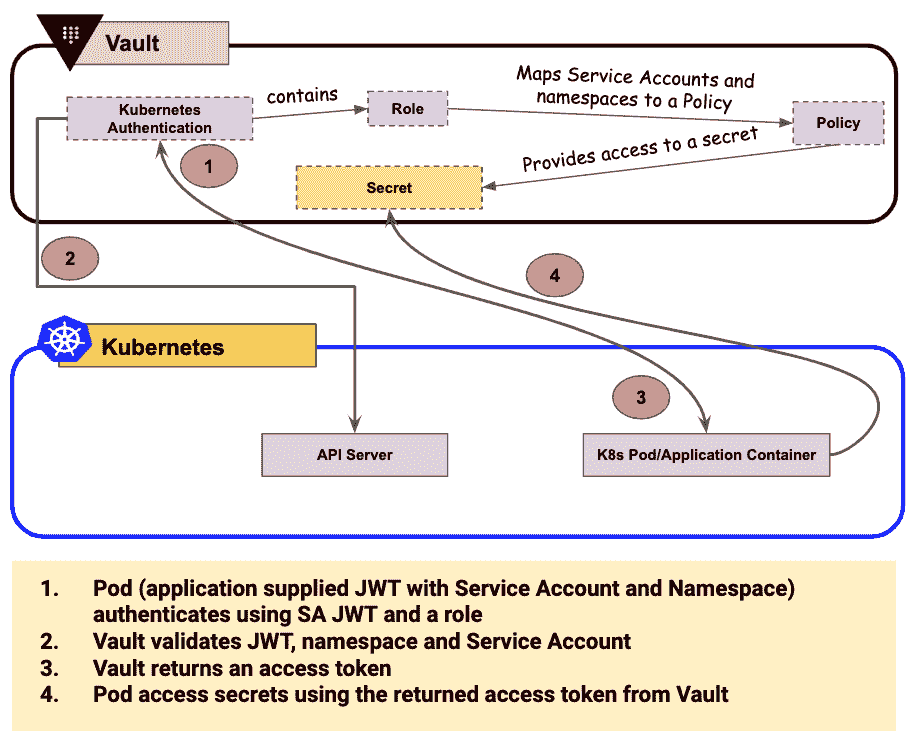 Vault
Kubernetes
Authentication
contains
Role
Maps Service Accounts and
namespaces to a Policy
Policy
Provides access to a secret
Secret
1
2
4
Kubernetes
3
API Server
K8s Pod/Application Container
1. Pod (application supplied JWT with Service Account and Namespace)
authenticates using SA JWT and a role
2. Vault validates JWT, namespace and Service Account
3. Vault returns an access token
4. Pod access secrets using the returned access token from Vault